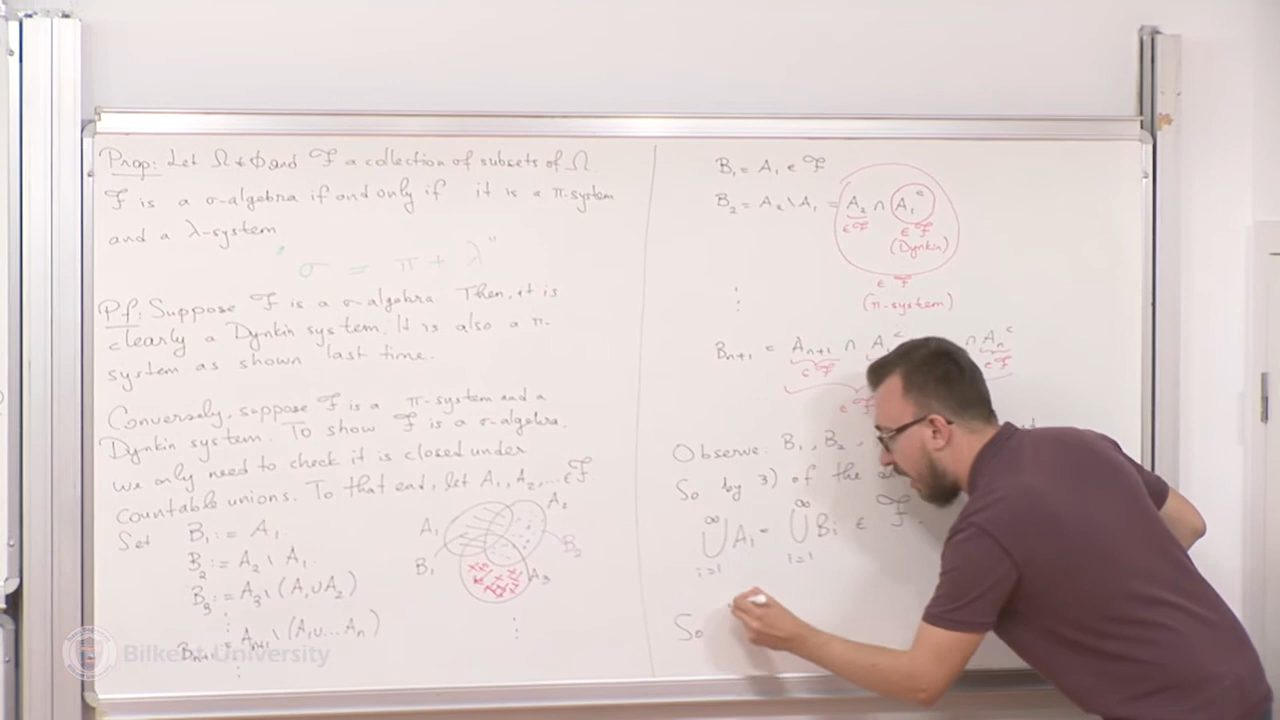 Prop: Let Ω ≠ ∅ and ℱ a collection of subsets of Ω.
ℱ is a σ-algebra if and only if it is a π-system
and a λ-system
" σ = π + λ "
Pf: Suppose ℱ is a σ-algebra Then, it is
clearly a Dynkin system. It is also a π-
system as shown last time.
Conversely, suppose ℱ is a π-system and a
Dynkin system. To show ℱ is a σ-algebra,
we only need to check it is closed under
countable unions. To that end, let A₁, A₂, ... ∈ ℱ
Set B₁ := A₁.
B₂ := A₂ \ A₁.
B₃ := A₃ \ (A₁ ∪ A₂)
⋮
Bₙ₊₁ = Aₙ₊₁ \ (A₁ ∪ ... Aₙ)
⋮
A₁
A₂
B₁
B₂
A₃
⋮
Bilkent University
B₁ = A₁ ∈ ℱ
B₂ = A₂ \ A₁ = A₂ ∩ A₁ᶜ
∈ ℱ ∈ ℱ
(Dynkin)
∈ ℱ
(π-system)
⋮
Bₙ₊₁ = Aₙ₊₁ ∩ A ᶜ ∩ Aₙᶜ
∈ ℱ ∈ ℱ
∈ ℱ
Observe: B₁, B₂,
So by 3) of the
⋃_{i=1}^∞ Aᵢ = ⋃_{i=1}^∞ Bᵢ ∈ ℱ.
So